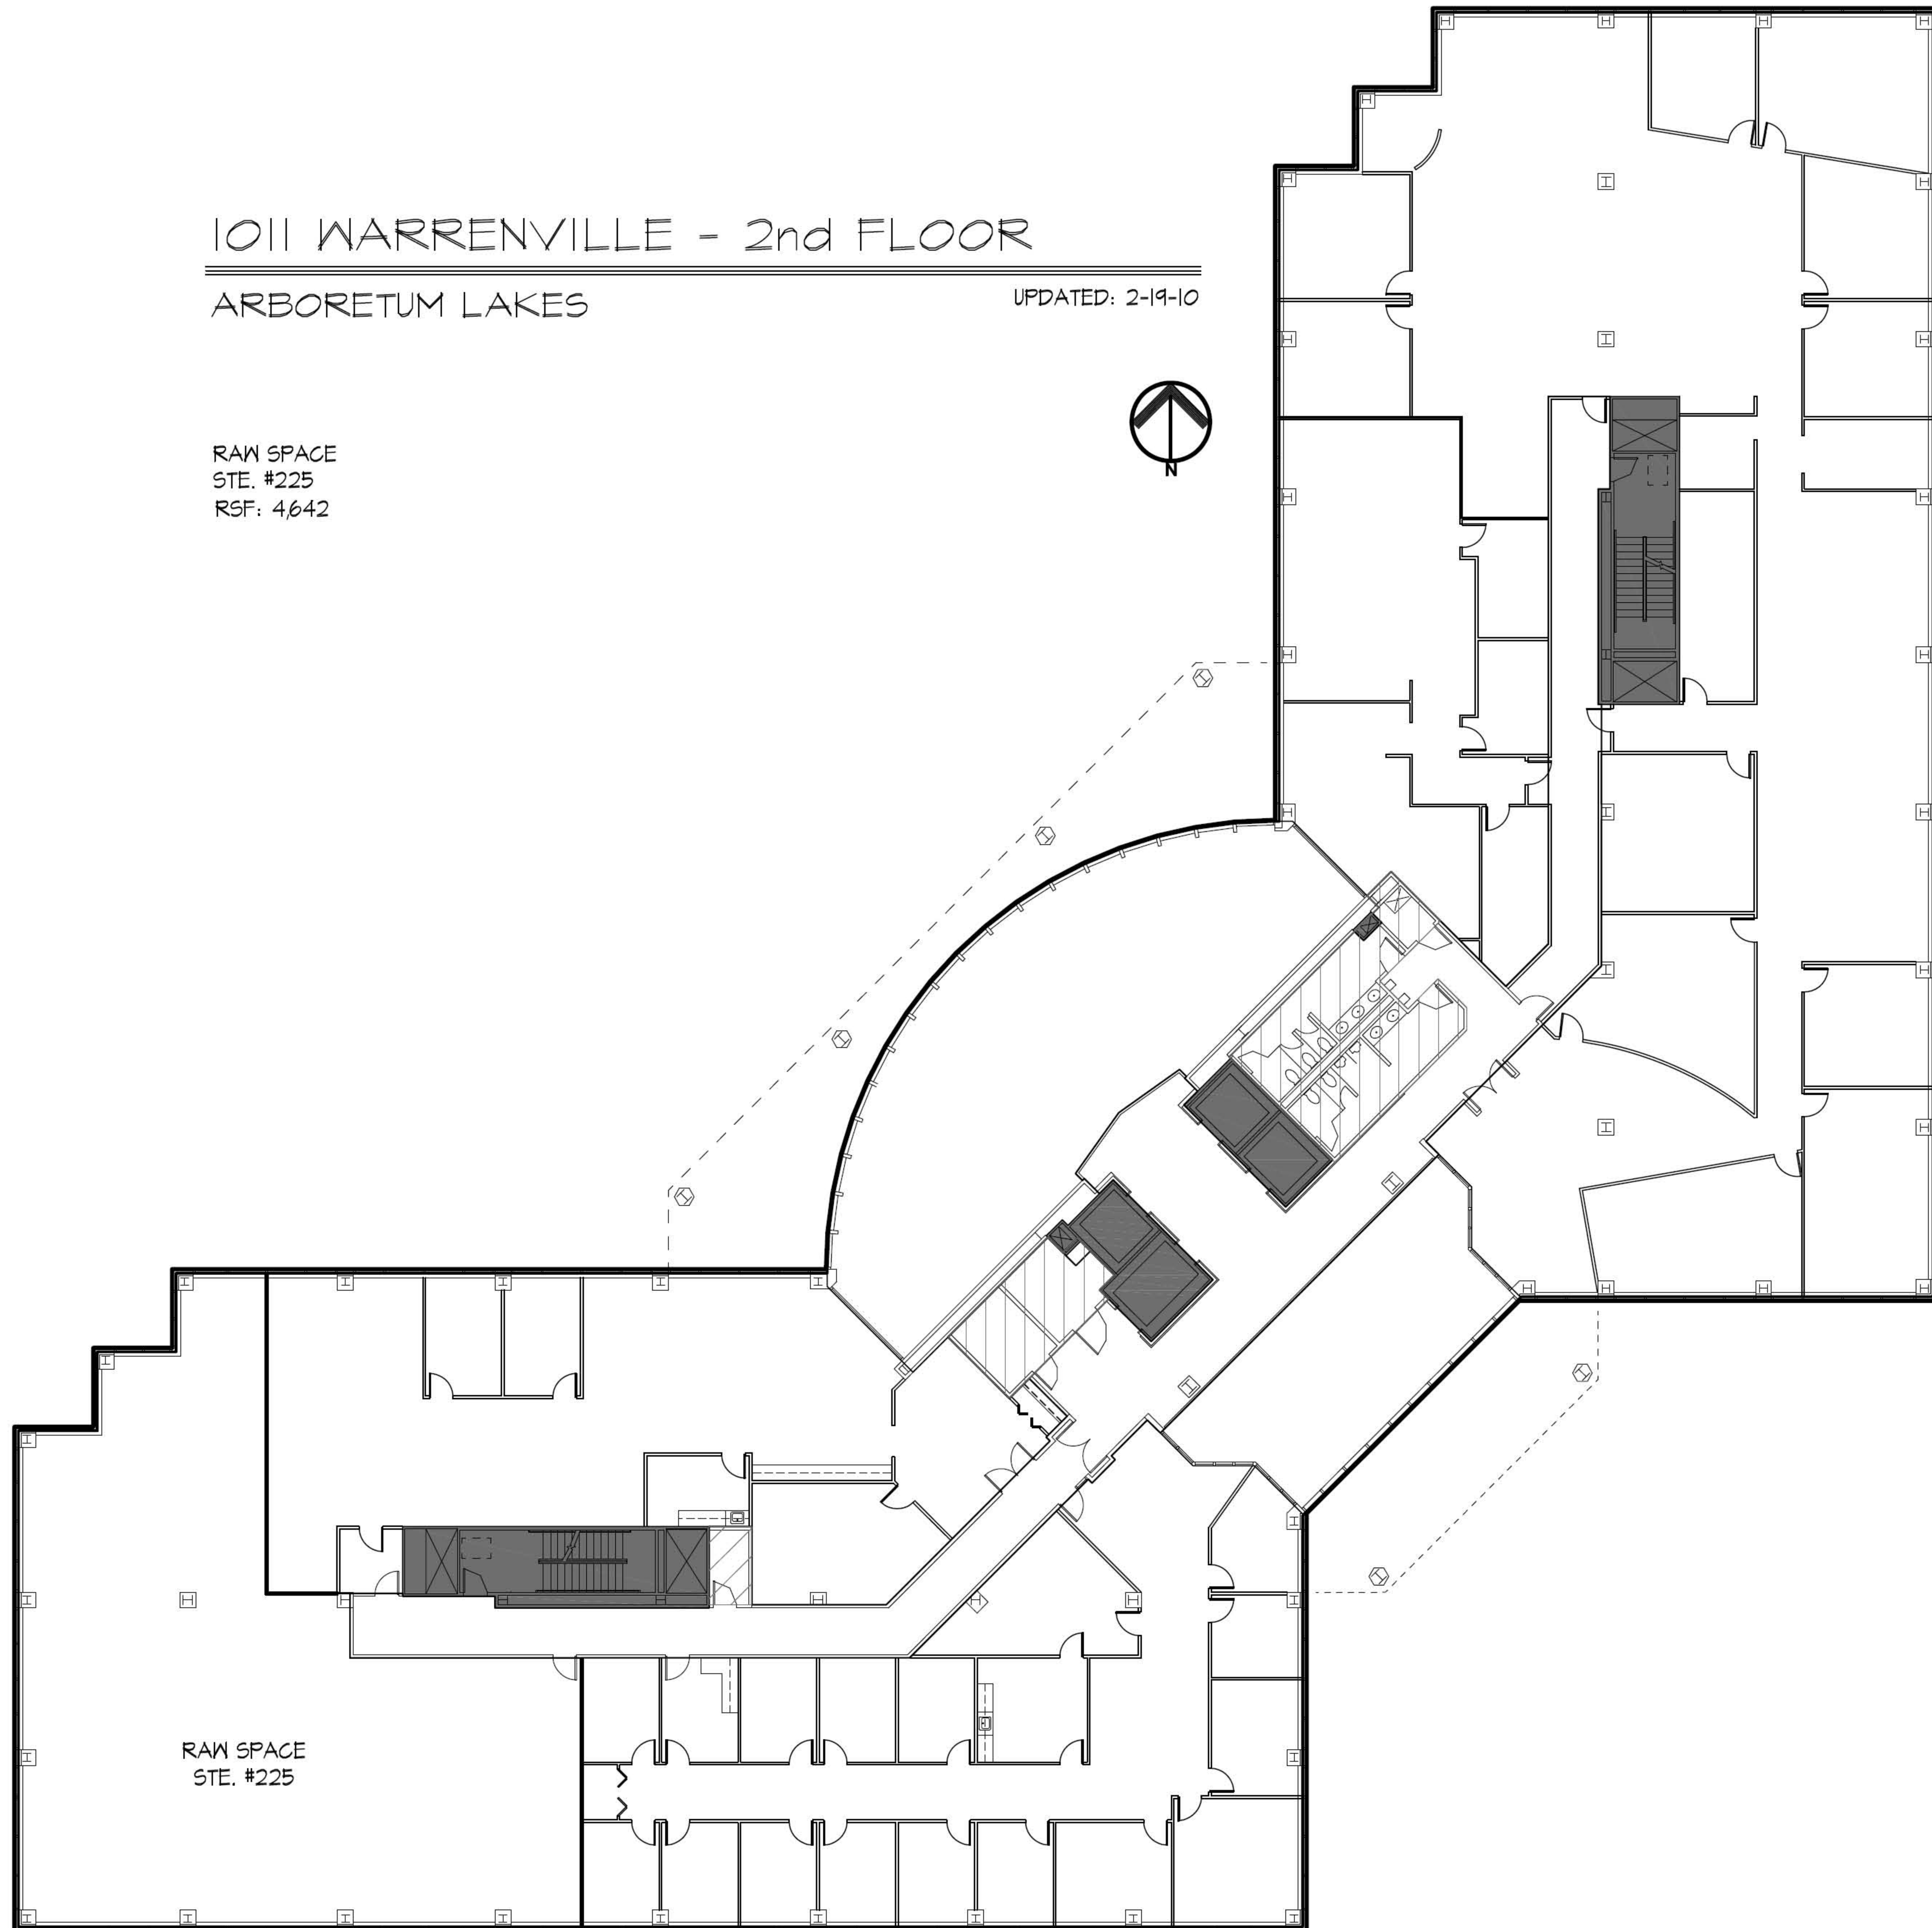 1011 WARRENVILLE - 2nd FLOOR
ARBORETUM LAKES
UPDATED: 2-19-10
N
RAW SPACE
STE. #225
RSF: 4,642
RAW SPACE
STE. #225